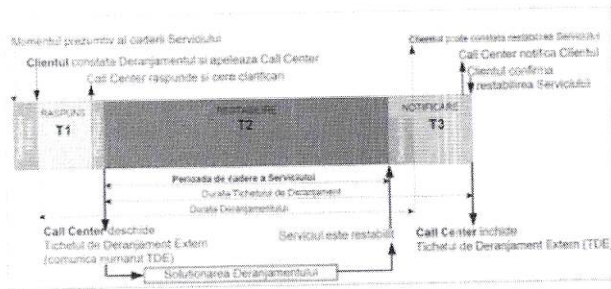 Momentul prezumtiv al caderii Serviciului
Clientul poate constata restabilirea Serviciului
Clientul constata Deranjamentul si apeleaza Call Center
Call Center notifica Clientul
Call Center raspunde si cere clarificari
Clientul confirma
restabilirea Serviciului
RASPUNS
RESTABILIRE
NOTIFICARE
T1
T2
T3
Perioada de cadere a Serviciului
Durata Tichetului de Deranjament
Durata Deranjamentului
Call Center deschide
Tichetul de Deranjament Extern
(comunica numarul TDE)
Serviciul este restabilit
Call Center inchide
Tichetul de Deranjament Extern (TDE)
Solutionarea Deranjamentului